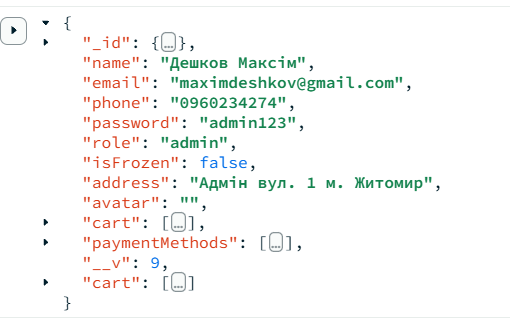 {
"_id": {…},
"name": "Дешков Максім",
"email": "maximdeshkov@gmail.com",
"phone": "0960234274",
"password": "admin123",
"role": "admin",
"isFrozen": false,
"address": "Адмін вул. 1 м. Житомир",
"avatar": "",
"cart": […],
"paymentMethods": […],
"__v": 9,
"cart": […]
}